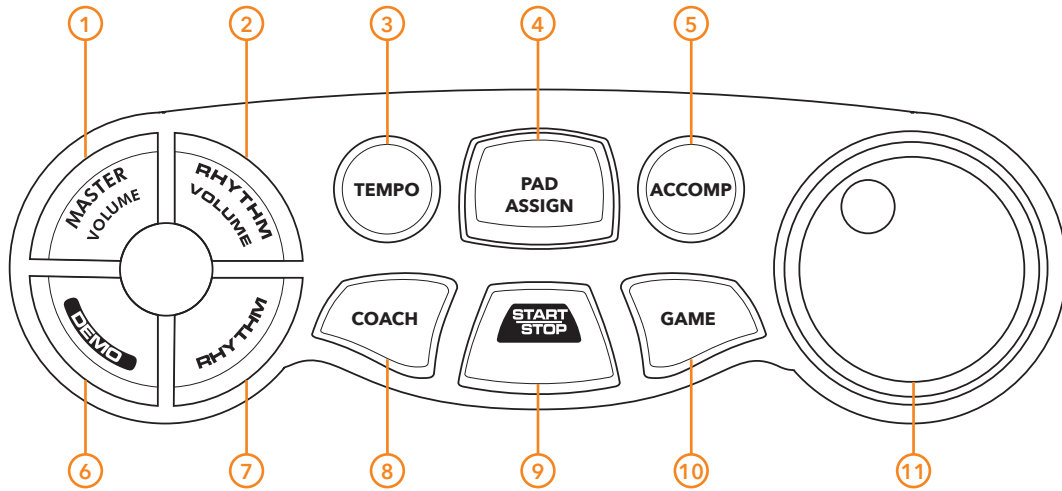 1 2 3 4 5
MASTER
VOLUME
RHYTHM
VOLUME
TEMPO
PAD
ASSIGN
ACCOMP
DEMO
RHYTHM
COACH
START
STOP
GAME
6 7 8 9 10 11